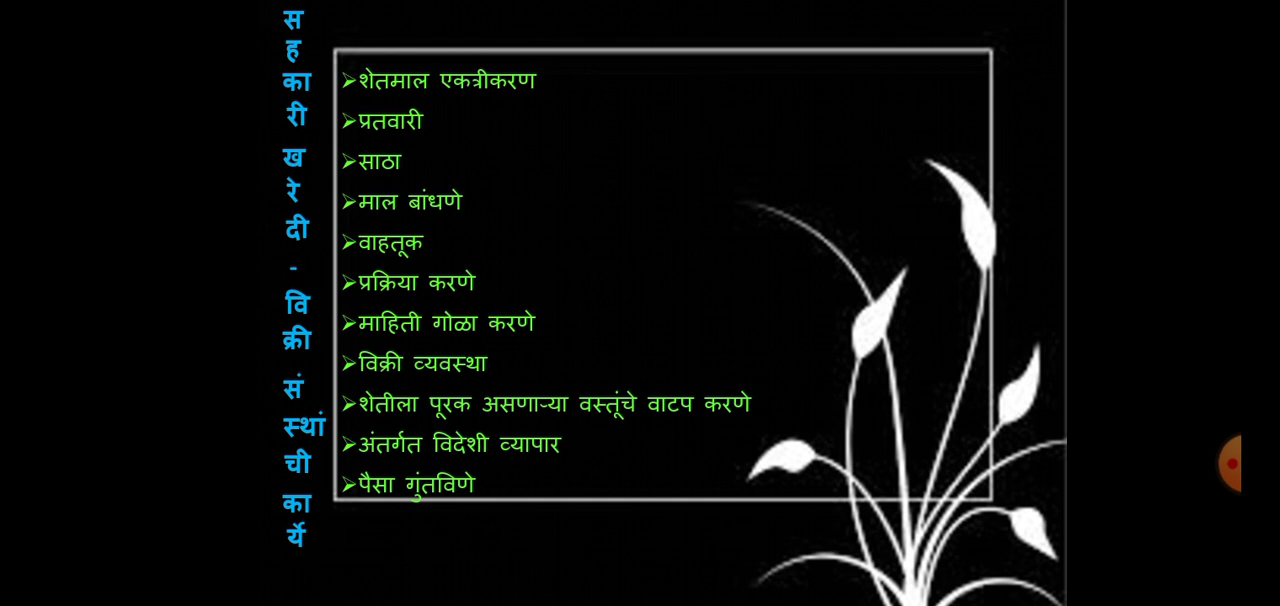 सहकारी खरेदी - विक्री संस्थांची कार्ये
➢शेतमाल एकत्रीकरण
➢प्रतवारी
➢साठा
➢माल बांधणे
➢वाहतूक
➢प्रक्रिया करणे
➢माहिती गोळा करणे
➢विक्री व्यवस्था
➢शेतीला पूरक असणाऱ्या वस्तूंचे वाटप करणे
➢अंतर्गत विदेशी व्यापार
➢पैसा गुंतविणे